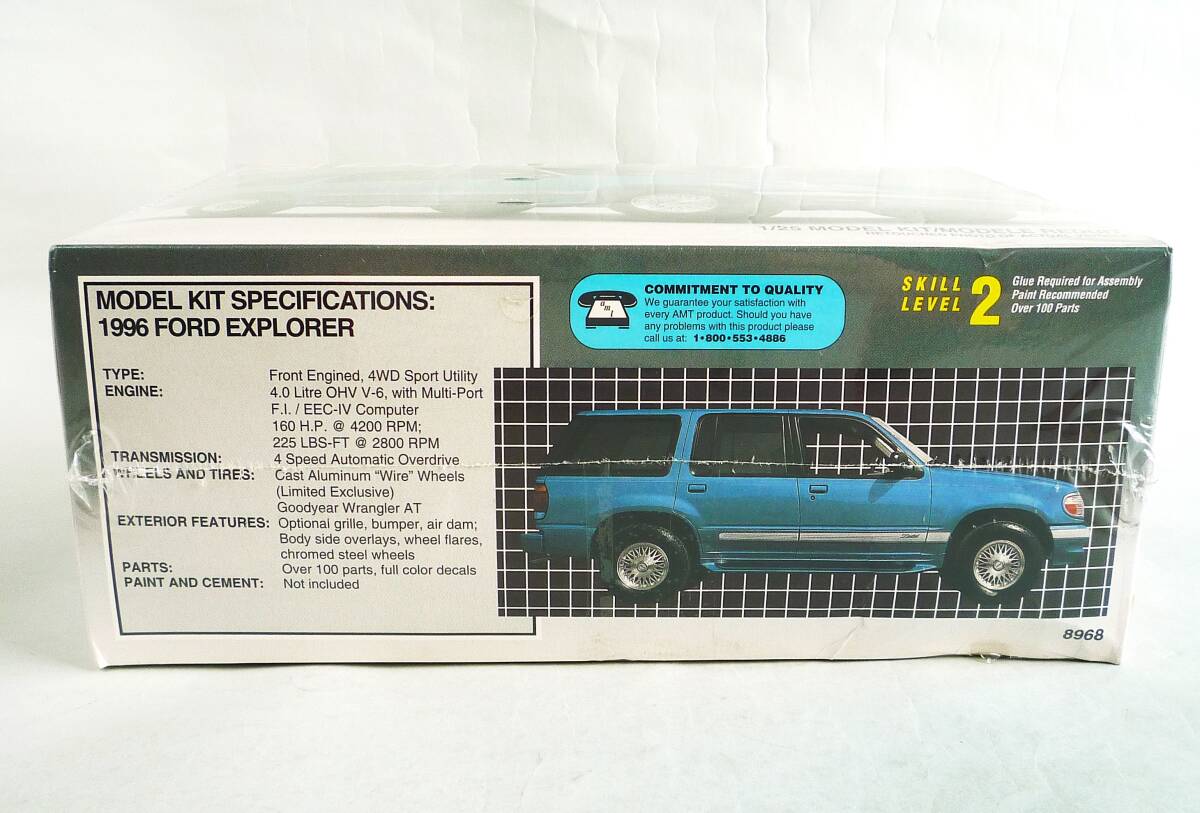 1/25 MODEL KIT/MODELE REDUIT
RETOUCHED PHOTO OF ACTUAL
MODEL KIT SPECIFICATIONS:
1996 FORD EXPLORER
TYPE: Front Engined, 4WD Sport Utility
ENGINE: 4.0 Litre OHV V-6, with Multi-Port
F.I. / EEC-IV Computer
160 H.P. @ 4200 RPM;
225 LBS-FT @ 2800 RPM
TRANSMISSION: 4 Speed Automatic Overdrive
WHEELS AND TIRES: Cast Aluminum "Wire" Wheels
(Limited Exclusive)
Goodyear Wrangler AT
EXTERIOR FEATURES: Optional grille, bumper, air dam;
Body side overlays, wheel flares,
chromed steel wheels
PARTS: Over 100 parts, full color decals
PAINT AND CEMENT: Not included
amt
COMMITMENT TO QUALITY
We guarantee your satisfaction with
every AMT product. Should you have
any problems with this product please
call us at: 1•800•553•4886
SKILL
LEVEL
2
Glue Required for Assembly
Paint Recommended
Over 100 Parts
Limited
8968